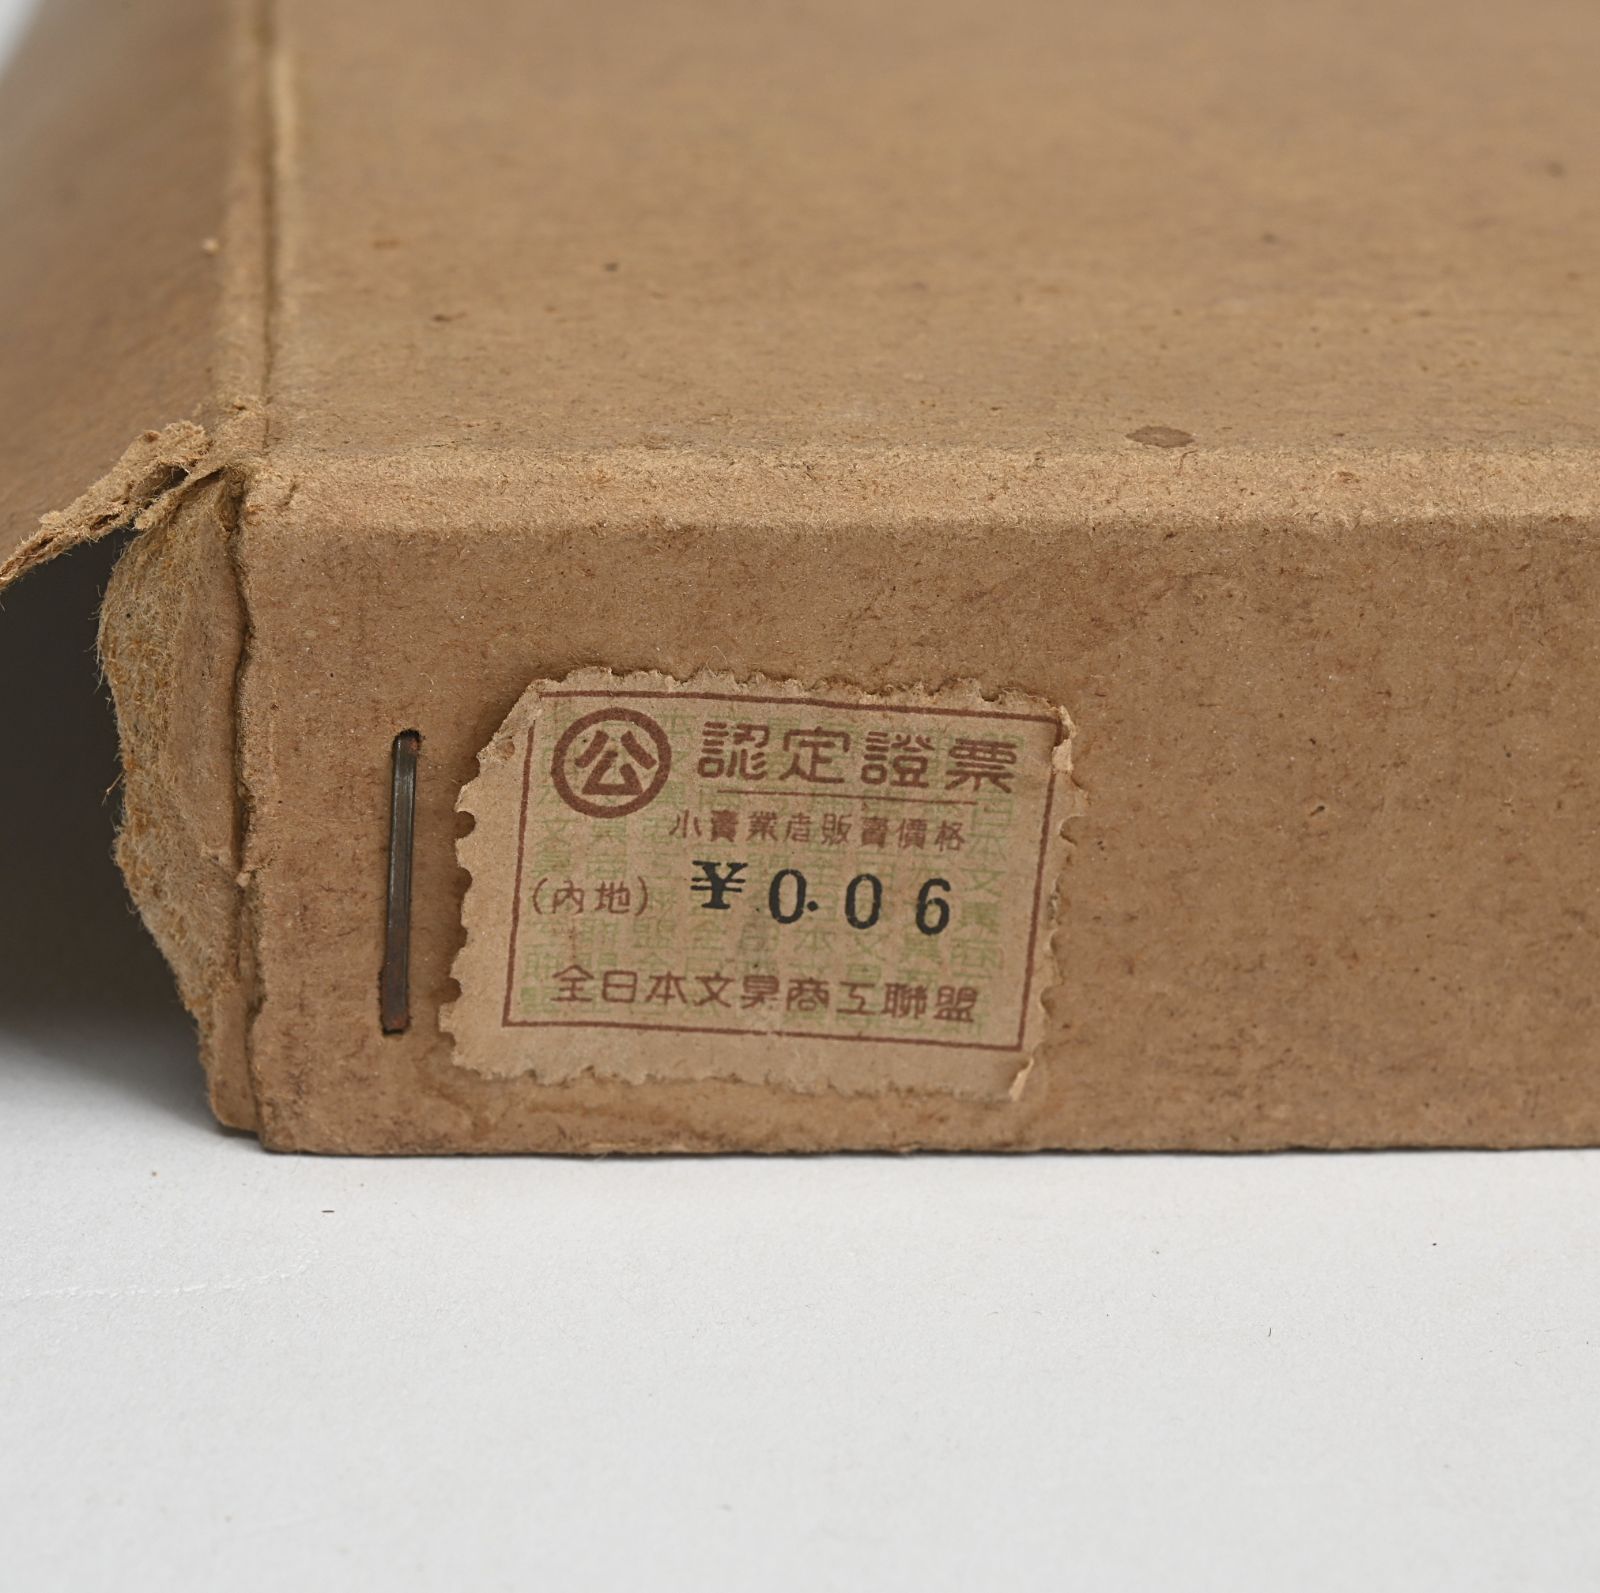 公 認定證票
小賣業者販賣價格
(內地) ¥0.06
全日本文具商工聯盟